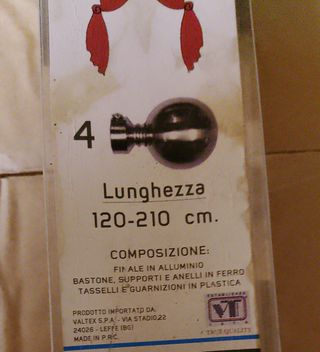 4
Lunghezza
120-210 cm.
COMPOSIZIONE:
FINALE IN ALLUMINIO
BASTONE, SUPPORTI E ANELLI IN FERRO
TASSELLI E GUARNIZIONI IN PLASTICA
PRODOTTO IMPORTATO DA:
VALTEX S.P.A. - VIA STADIO,22
24026 - LEFFE (BG)
MADE IN P.R.C.
VT